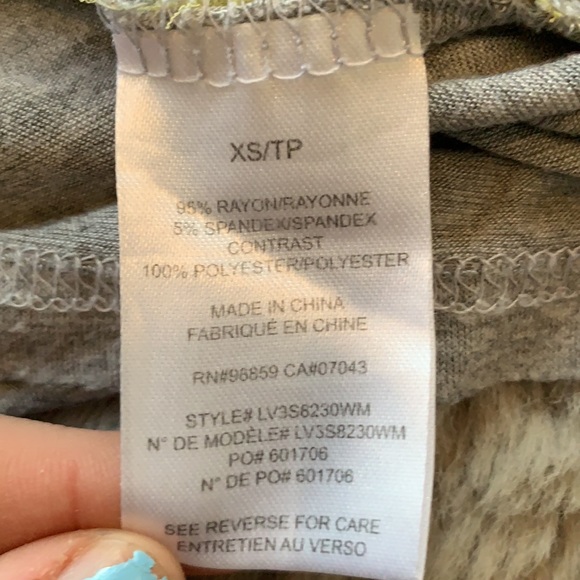 XS/TP
95% RAYON/RAYONNE
5% SPANDEX/SPANDEX
CONTRAST
100% POLYESTER/POLYESTER
MADE IN CHINA
FABRIQUÉ EN CHINE
RN#96859 CA#07043
STYLE# LV3S8230WM
N° DE MODÈLE# LV3S8230WM
PO# 601706
N° DE PO# 601706
SEE REVERSE FOR CARE
ENTRETIEN AU VERSO